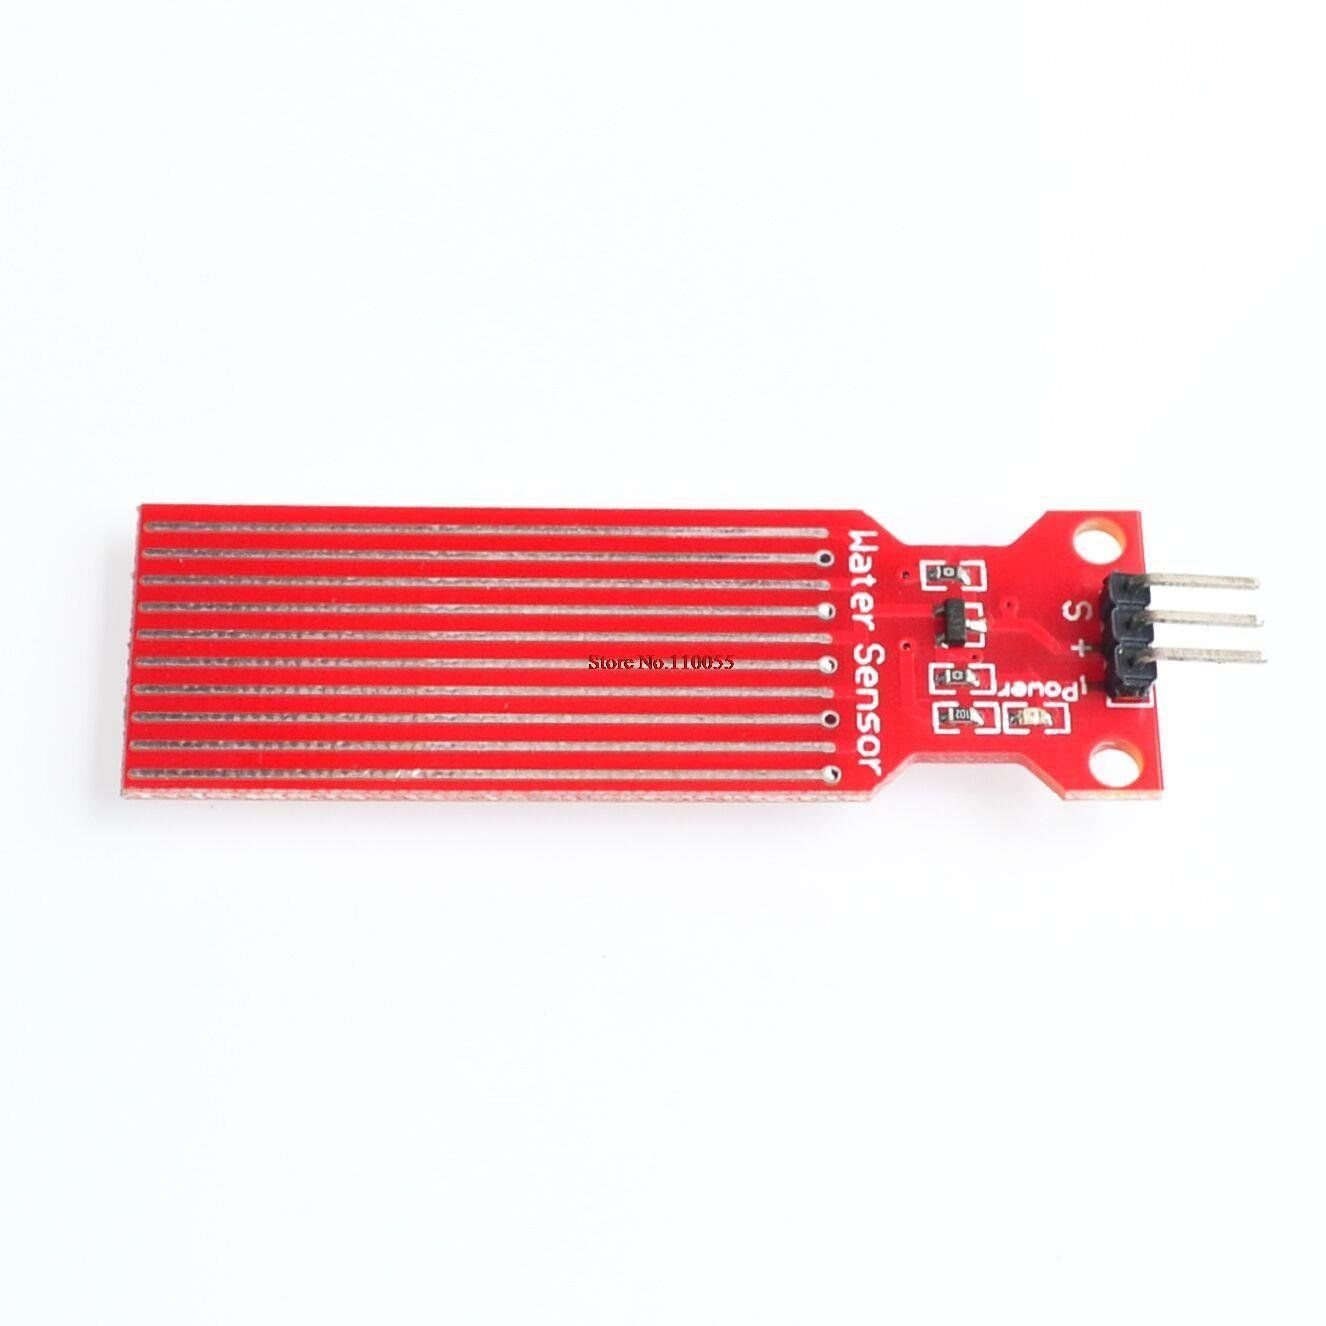 Water Sensor
Store No.110055
S
+
Power
102